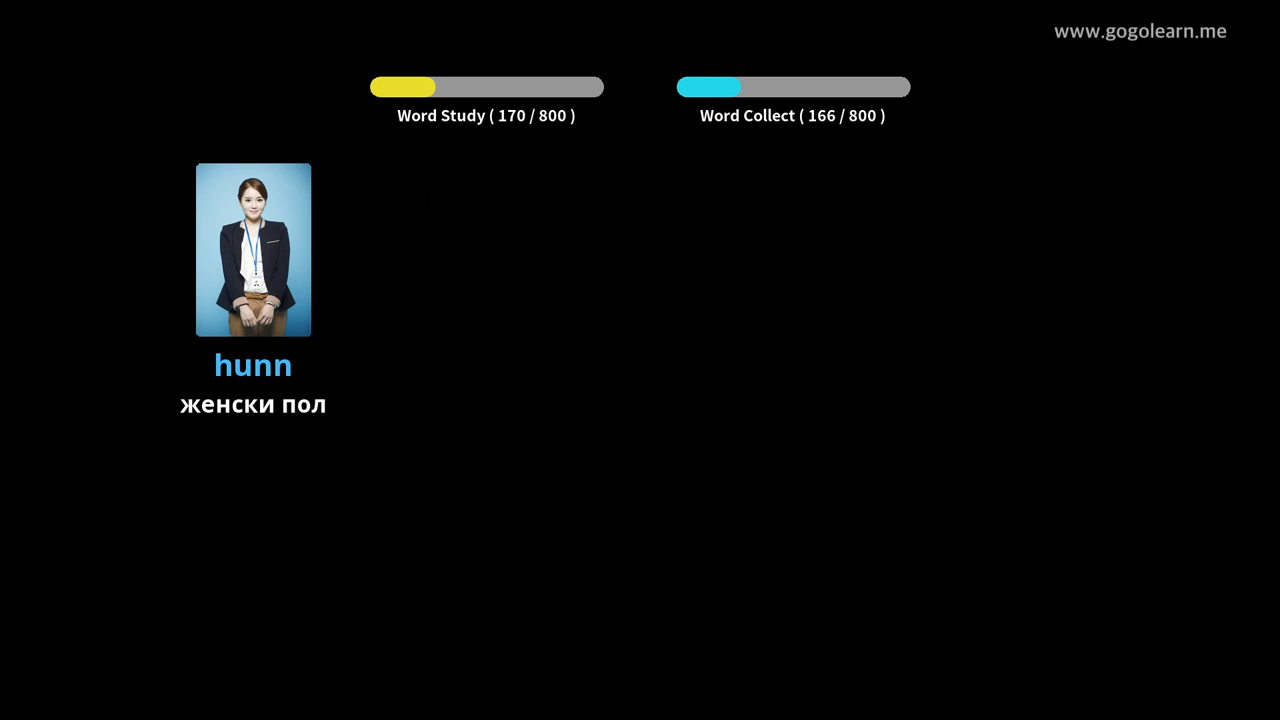 www.gogolearn.me
Word Study ( 170 / 800 )
Word Collect ( 166 / 800 )
hunn
женски пол